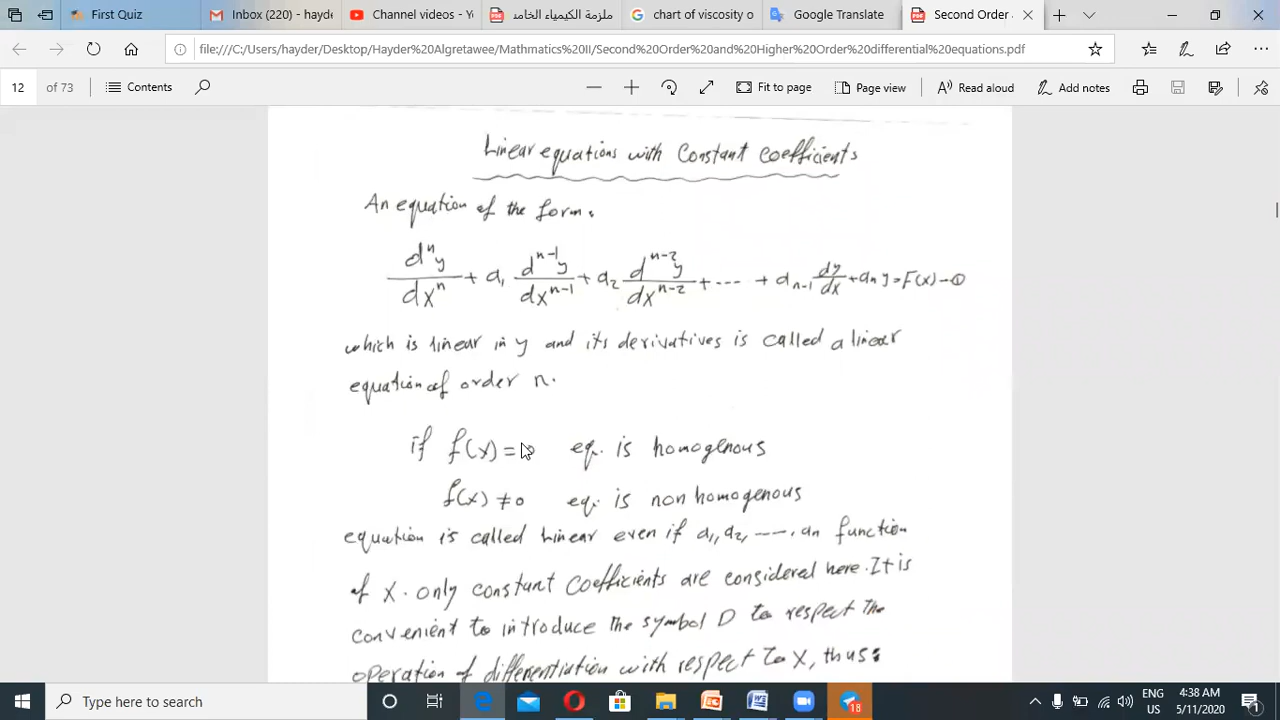 First Quiz
Inbox (220) - hayde
Channel videos - Yo
ملزمة الكيمياء الخاصة
chart of viscosity o
Google Translate
Second Order
file:///C:/Users/hayder/Desktop/Hayder%20Algretawee/Mathmatics%20II/Second%20Order%20and%20Higher%20Order%20differential%20equations.pdf
12 of 73 Contents Fit to page Page view Read aloud Add notes
Linear equations with Constant coefficients
An equation of the form.
dⁿy/dxⁿ + a₁ dⁿ⁻¹y/dxⁿ⁻¹ + a₂ dⁿ⁻²y/dxⁿ⁻² + ---- + aₙ₋₁ dy/dx + aₙ y = F(x) -①
which is linear in y and its derivatives is called a linear
equation of order n.
if f(x) = 0 eq. is homogenous
f(x) ≠ 0 eq. is non homogenous
equation is called linear even if a₁, a₂, ----, an function
of X. only constant coefficients are considered here. It is
convenient to introduce the symbol D to respect the
operation of differentiation with respect to X, thus:
Type here to search
18
ENG
US
4:38 AM
5/11/2020
1